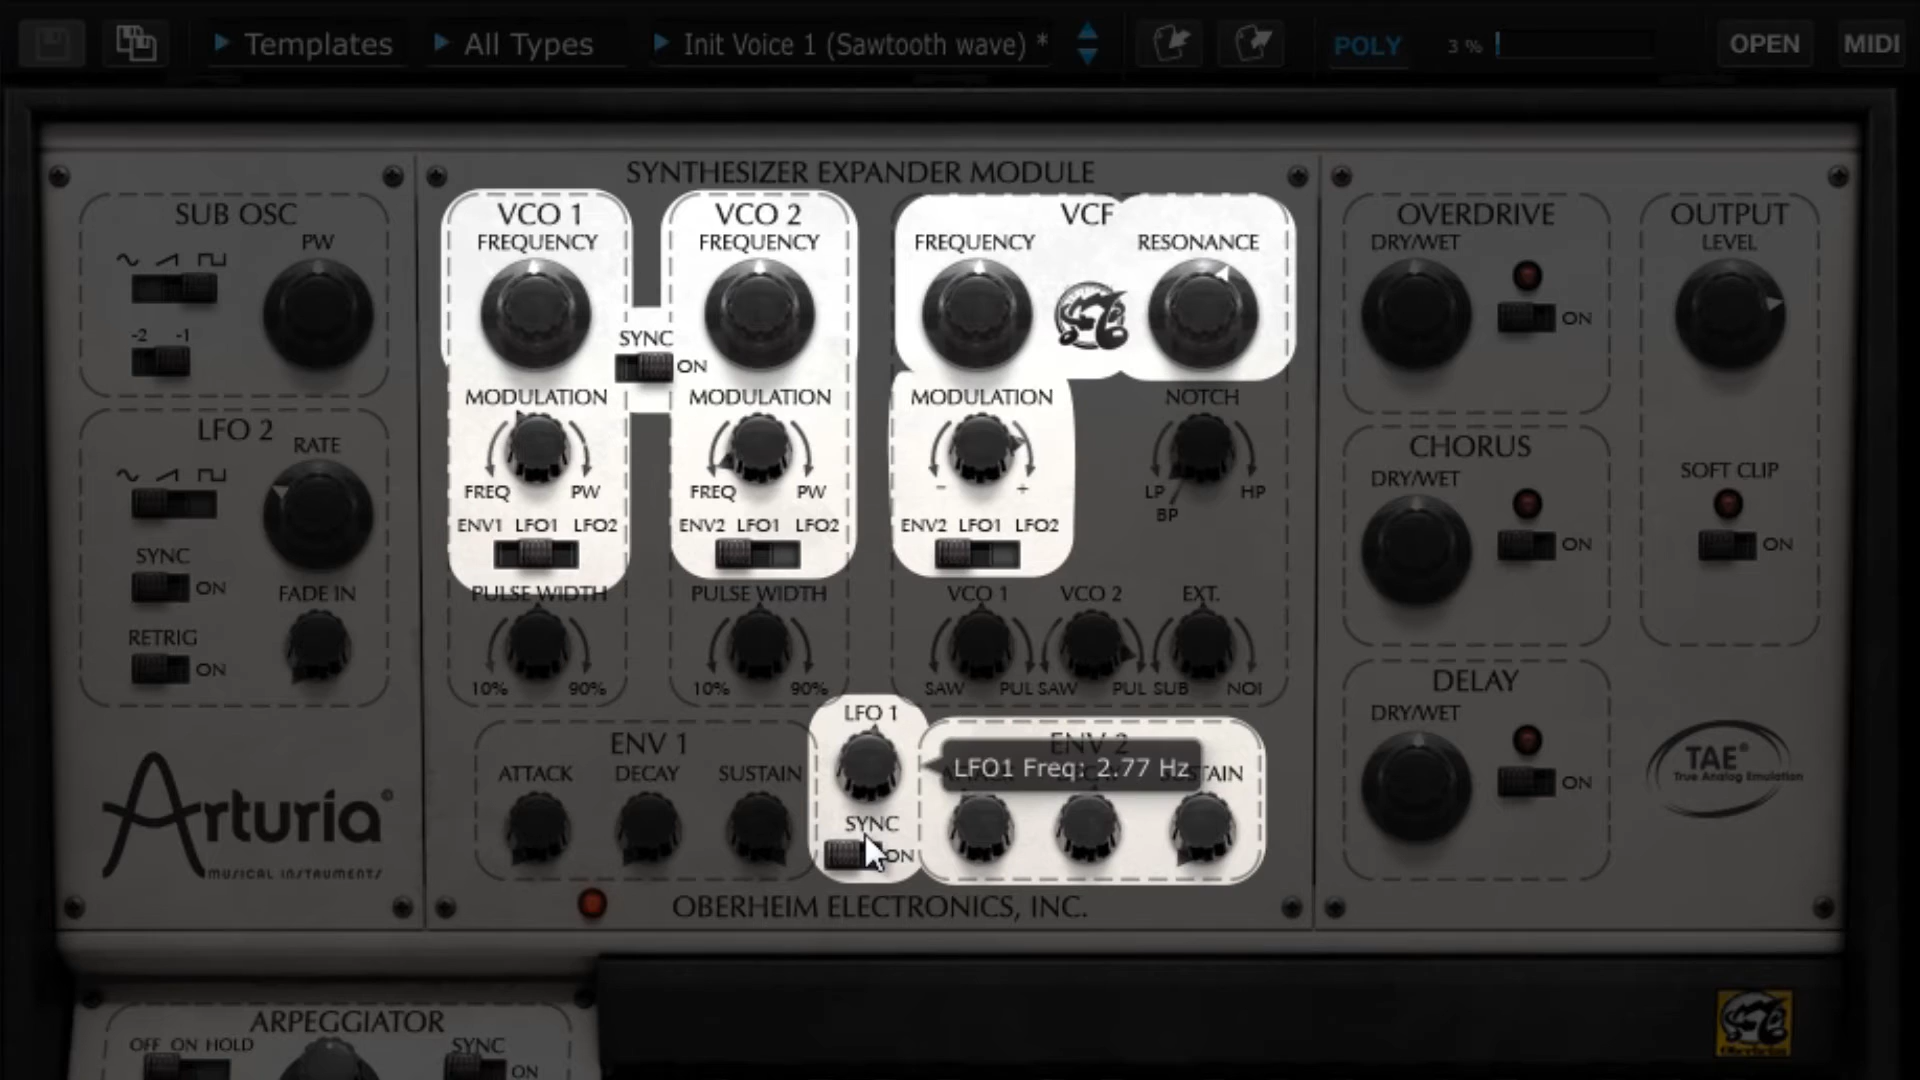 Templates All Types Init Voice 1 (Sawtooth wave) * POLY 3 % OPEN MIDI
SYNTHESIZER EXPANDER MODULE
SUB OSC
PW
-2 -1
LFO 2
RATE
SYNC
ON
FADE IN
RETRIG
ON
Arturia
MUSICAL INSTRUMENTS
VCO 1
FREQUENCY
SYNC
ON
MODULATION
FREQ PW
ENV1 LFO1 LFO2
PULSE WIDTH
10% 90%
VCO 2
FREQUENCY
MODULATION
FREQ PW
ENV2 LFO1 LFO2
PULSE WIDTH
10% 90%
VCF
FREQUENCY RESONANCE
MODULATION
- +
ENV2 LFO1 LFO2
NOTCH
LP HP
BP
VCO 1 VCO 2 EXT.
SAW PUL SAW PUL SUB NOI
ENV 1
ATTACK DECAY SUSTAIN
LFO 1
SYNC
ON
LFO1 Freq: 2.77 Hz
ENV 2
OBERHEIM ELECTRONICS, INC.
OVERDRIVE
DRY/WET
ON
CHORUS
DRY/WET
ON
DELAY
DRY/WET
ON
OUTPUT
LEVEL
SOFT CLIP
ON
TAE®
True Analog Emulation
ARPEGGIATOR
OFF ON HOLD
SYNC
ON